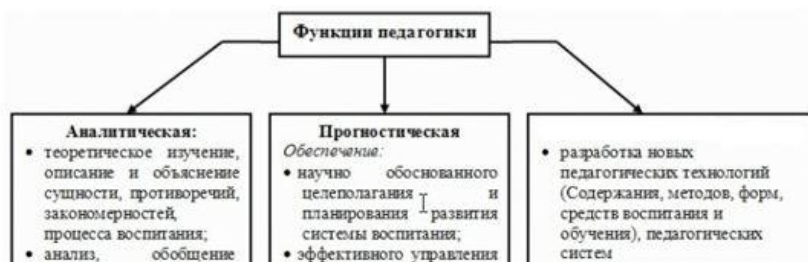 Функции педагогики
Аналитическая:
• теоретическое изучение,
описание и объяснение
сущности, противоречий,
закономерностей,
процесса воспитания;
• анализ, обобщение
Прогностическая
Обеспечение:
• научно обоснованного
целеполагания и
планирования развития
системы воспитания;
• эффективного управления
• разработка новых
педагогических технологий
(Содержания, методов, форм,
средств воспитания и
обучения), педагогических
систем